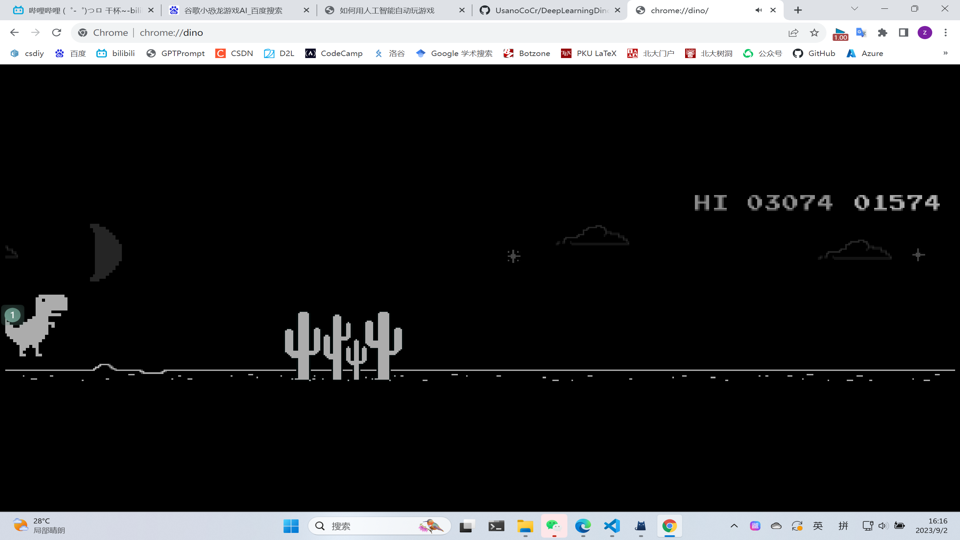 哔哩哔哩 (゜-゜)つロ 干杯~-bili
谷歌小恐龙游戏AI_百度搜索
如何用人工智能自动玩游戏
UsanoCoCr/DeepLearningDin
chrome://dino/
Chrome | chrome://dino
1.00
z
csdiy
百度
bilibili
GPTPrompt
CSDN
D2L
CodeCamp
洛谷
Google 学术搜索
Botzone
PKU LaTeX
北大门户
北大树洞
公众号
GitHub
Azure
»
HI 03074 01574
1
28°C
局部晴朗
搜索
英
拼
16:16
2023/9/2